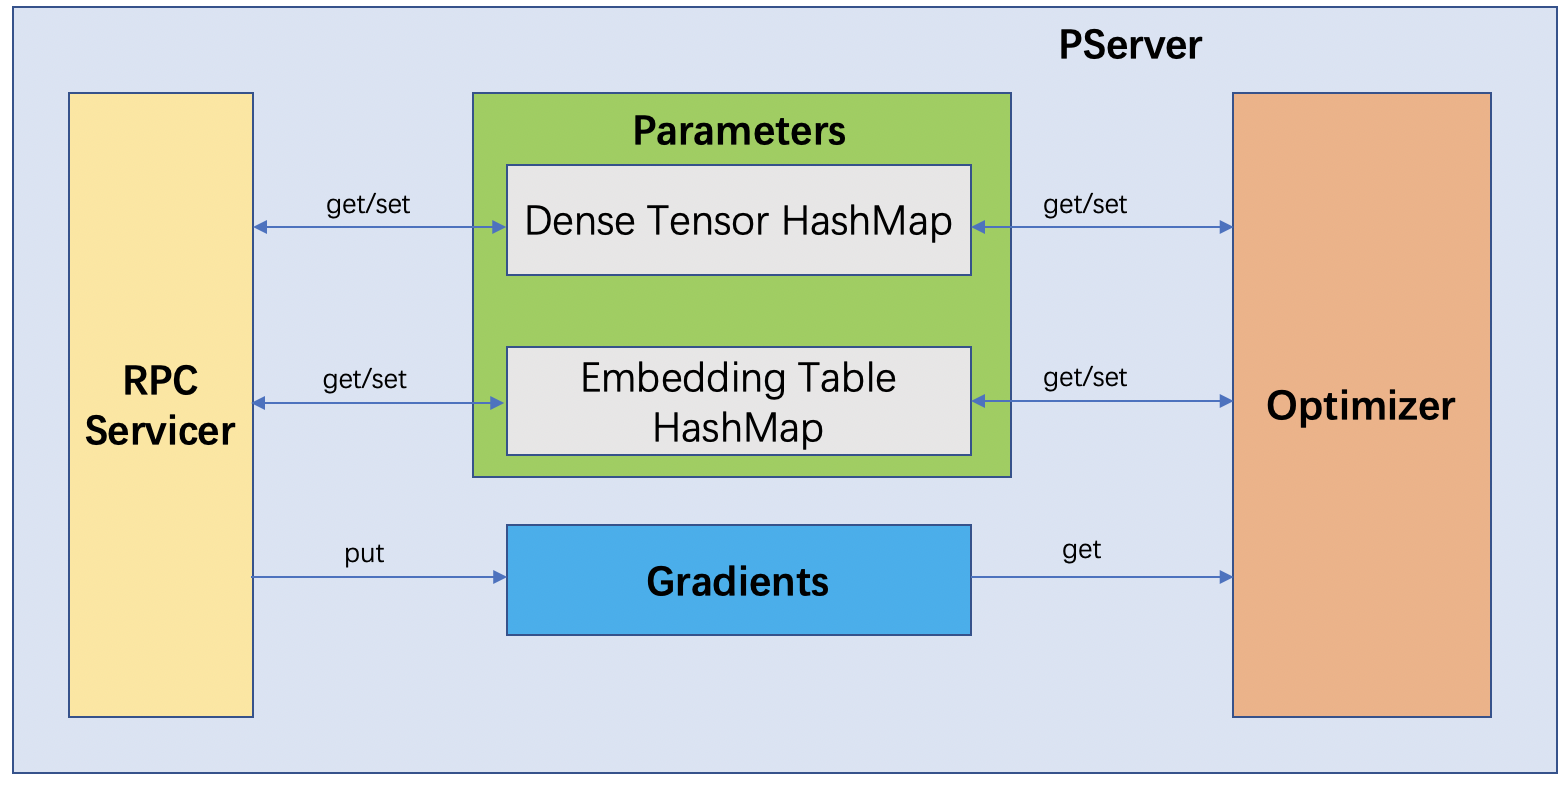 PServer
Parameters
Dense Tensor HashMap
get/set
get/set
Embedding Table
HashMap
get/set
get/set
RPC
Servicer
Optimizer
put
Gradients
get